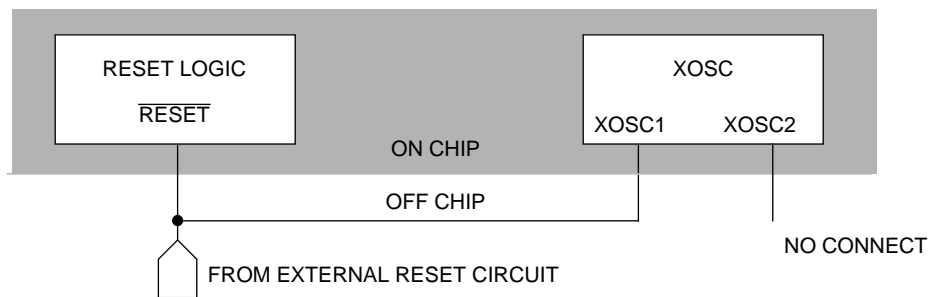 RESET LOGIC
RESET
XOSC
XOSC1
XOSC2
ON CHIP
OFF CHIP
NO CONNECT
FROM EXTERNAL RESET CIRCUIT